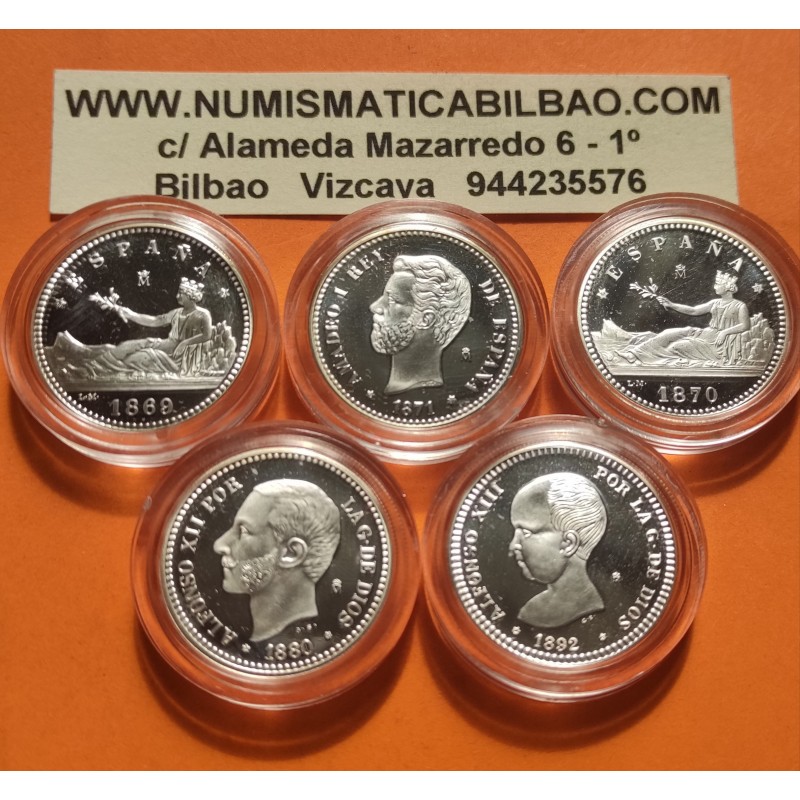 WWW.NUMISMATICABILBAO.COM
c/ Alameda Mazarredo 6 - 1º
Bilbao Vizcaya 944235576
ESPAÑA
M
L.M.
1869
AMADEO I REY DE ESPAÑA
M
1871
ESPAÑA
M
L.M.
1870
ALFONSO XII POR LA G. DE DIOS
M
1880
ALFONSO XIII POR LA G. DE DIOS
M
1892